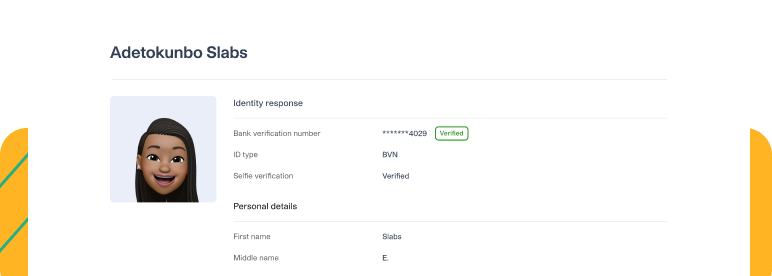 Adetokunbo Slabs
Identity response
Bank verification number *******4029 Verified
ID type BVN
Selfie verification Verified
Personal details
First name Slabs
Middle name E.